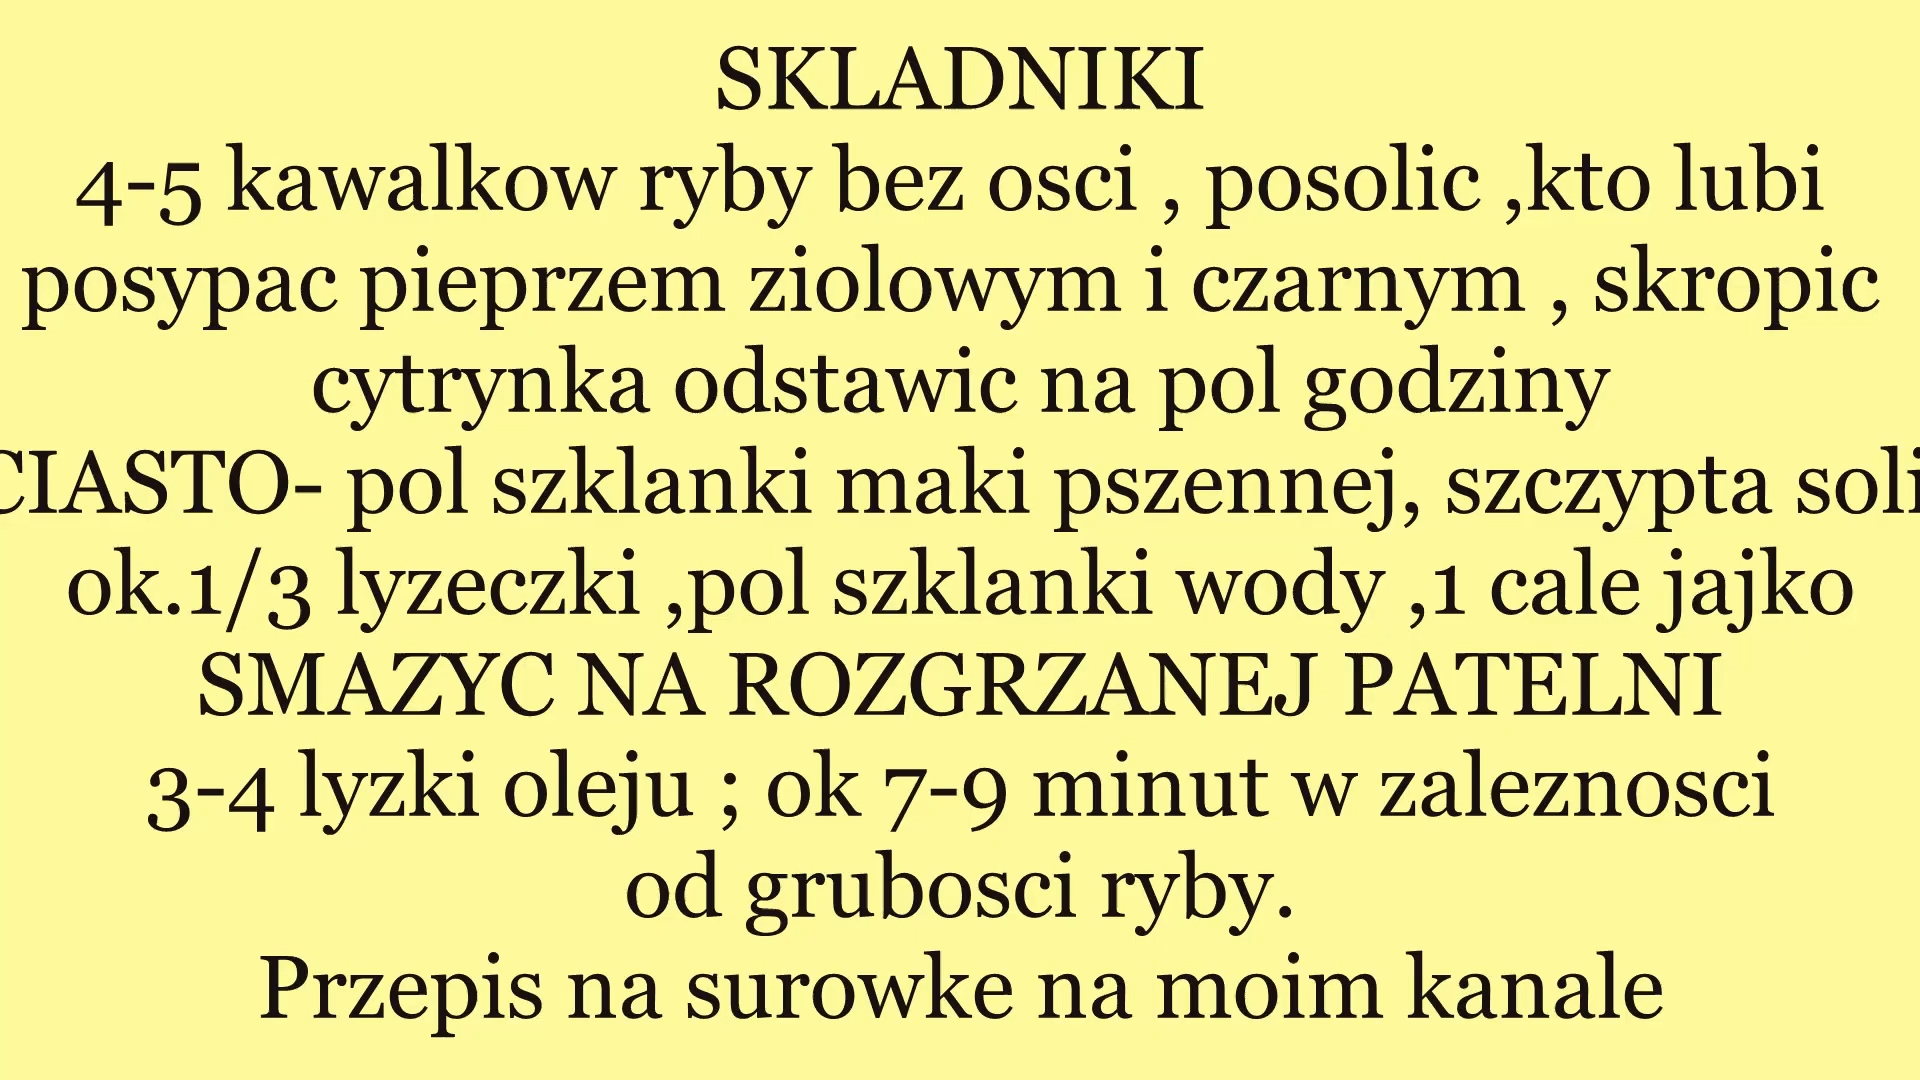 SKLADNIKI
4-5 kawalkow ryby bez osci , posolic ,kto lubi
posypac pieprzem ziolowym i czarnym , skropic
cytrynka odstawic na pol godziny
CIASTO- pol szklanki maki pszennej, szczypta soli
ok.1/3 lyzeczki ,pol szklanki wody ,1 cale jajko
SMAZYC NA ROZGRZANEJ PATELNI
3-4 lyzki oleju ; ok 7-9 minut w zaleznosci
od grubosci ryby.
Przepis na surowke na moim kanale